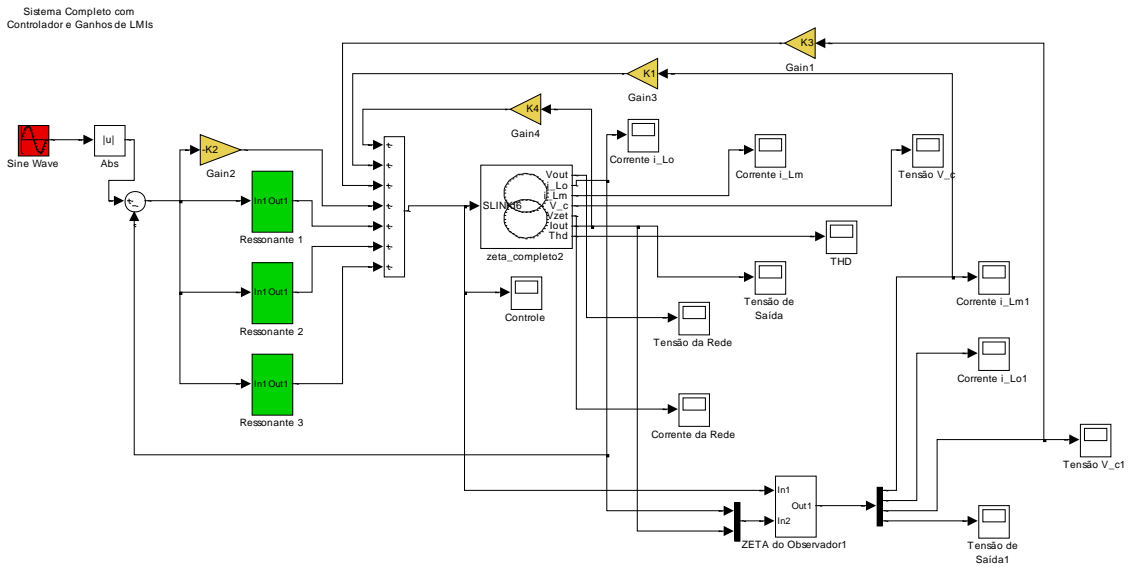 Sistema Completo com
Controlador e Ganhos de LMIs
K3
Gain1
K1
Gain3
K4
Gain4
Sine Wave
|u|
Abs
-K2
Gain2
In1 Out1
Ressonante 1
In1 Out1
Ressonante 2
In1 Out1
Ressonante 3
Vout
i_Lo
i_Lm
V_c
Vzet
Iout
Thd
zeta_completo2
Corrente i_Lo
Corrente i_Lm
Tensão V_c
THD
Controle
Tensão de
Saída
Tensão da Rede
Corrente da Rede
Corrente i_Lm1
Corrente i_Lo1
Tensão V_c1
In1
Out1
In2
ZETA do Observador1
Tensão de
Saída1